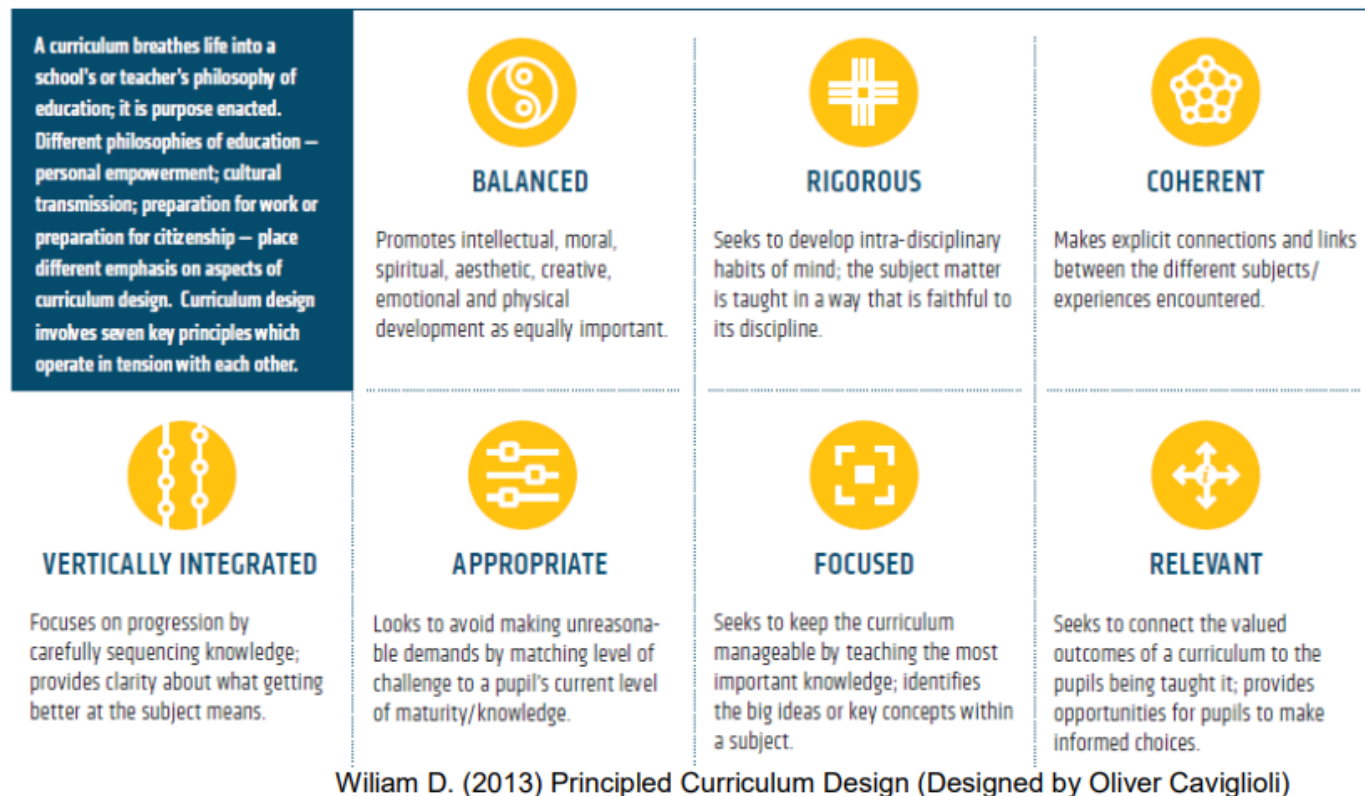 A curriculum breathes life into a
school's or teacher's philosophy of
education; it is purpose enacted.
Different philosophies of education —
personal empowerment; cultural
transmission; preparation for work or
preparation for citizenship — place
different emphasis on aspects of
curriculum design. Curriculum design
involves seven key principles which
operate in tension with each other.
BALANCED
Promotes intellectual, moral,
spiritual, aesthetic, creative,
emotional and physical
development as equally important.
RIGOROUS
Seeks to develop intra-disciplinary
habits of mind; the subject matter
is taught in a way that is faithful to
its discipline.
COHERENT
Makes explicit connections and links
between the different subjects/
experiences encountered.
VERTICALLY INTEGRATED
Focuses on progression by
carefully sequencing knowledge;
provides clarity about what getting
better at the subject means.
APPROPRIATE
Looks to avoid making unreasona-
ble demands by matching level of
challenge to a pupil's current level
of maturity/knowledge.
FOCUSED
Seeks to keep the curriculum
manageable by teaching the most
important knowledge; identifies
the big ideas or key concepts within
a subject.
i
RELEVANT
Seeks to connect the valued
outcomes of a curriculum to the
pupils being taught it; provides
opportunities for pupils to make
informed choices.
Wiliam D. (2013) Principled Curriculum Design (Designed by Oliver Caviglioli)